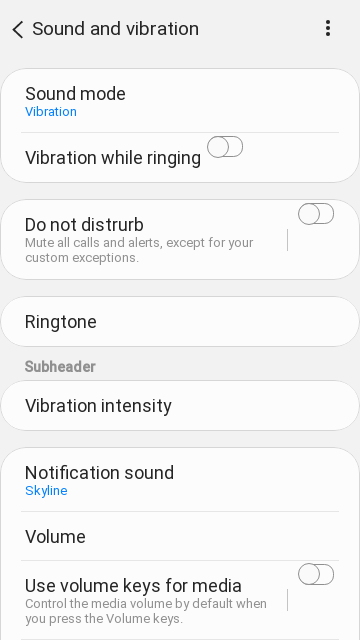 Sound and vibration
Sound mode
Vibration
Vibration while ringing
Do not distrurb
Mute all calls and alerts, except for your
custom exceptions.
Ringtone
Subheader
Vibration intensity
Notification sound
Skyline
Volume
Use volume keys for media
Control the media volume by default when
you press the Volume keys.